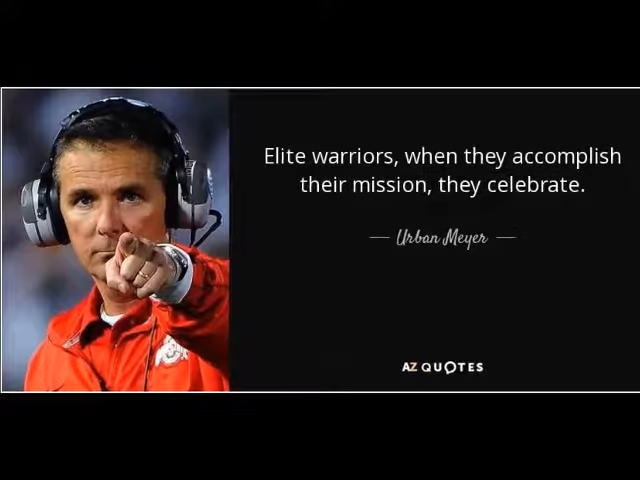 Elite warriors, when they accomplish
their mission, they celebrate.
Urban Meyer
AZ QUOTES